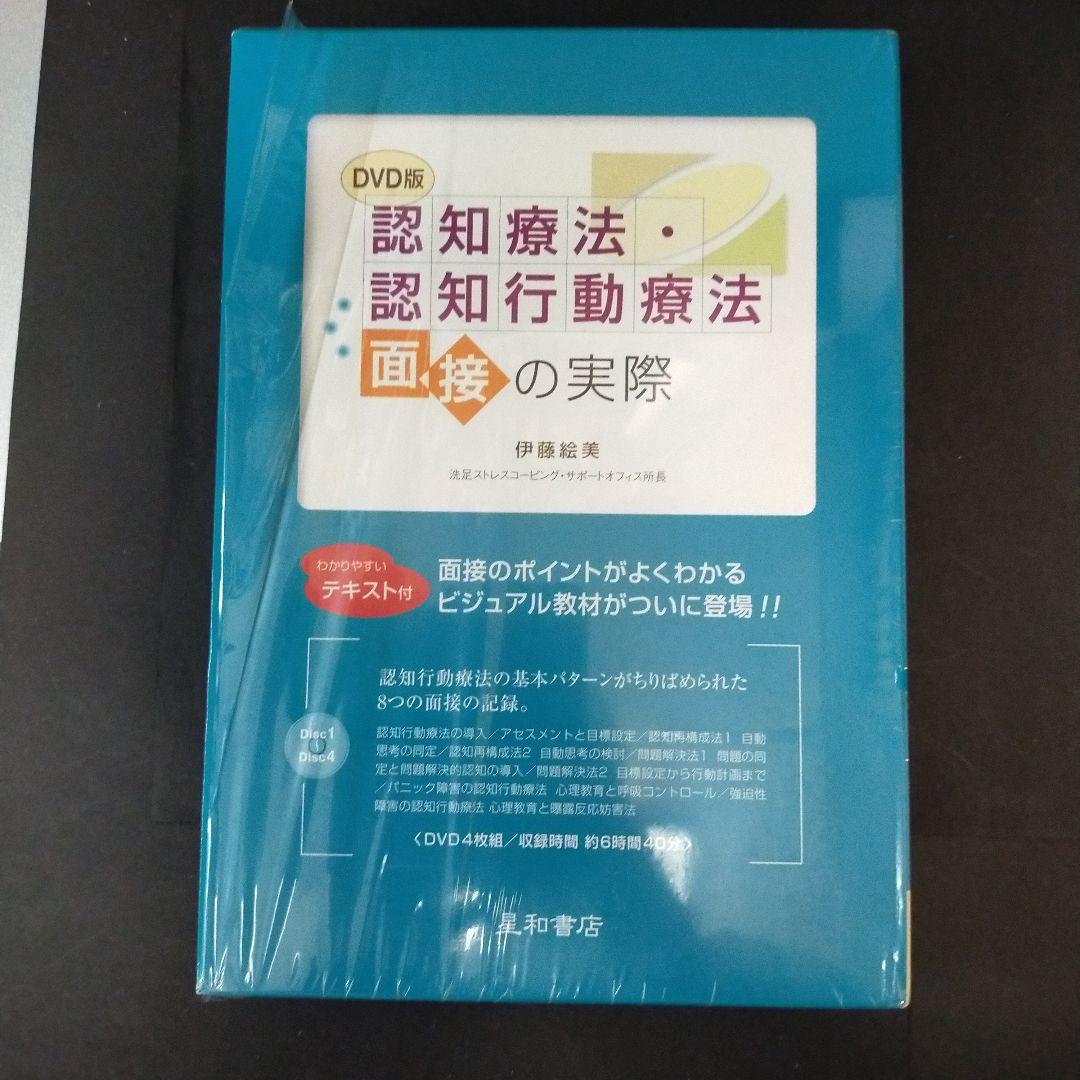 DVD版
認知療法・
認知行動療法
面接の実際
伊藤絵美
洗足ストレスコーピング・サポートオフィス所長
わかりやすい
テキスト付
面接のポイントがよくわかる
ビジュアル教材がついに登場!!
認知行動療法の基本パターンがちりばめられた
8つの面接の記録。
Disc1
Disc4
認知行動療法の導入／アセスメントと目標設定／認知再構成法1 自動
思考の同定／認知再構成法2 自動思考の検討／問題解決法1 問題の同
定と問題解決的認知の導入／問題解決法2 目標設定から行動計画まで
／パニック障害の認知行動療法 心理教育と呼吸コントロール／強迫性
障害の認知行動療法 心理教育と曝露反応妨害法
〈DVD4枚組／収録時間 約6時間40分〉
星和書店